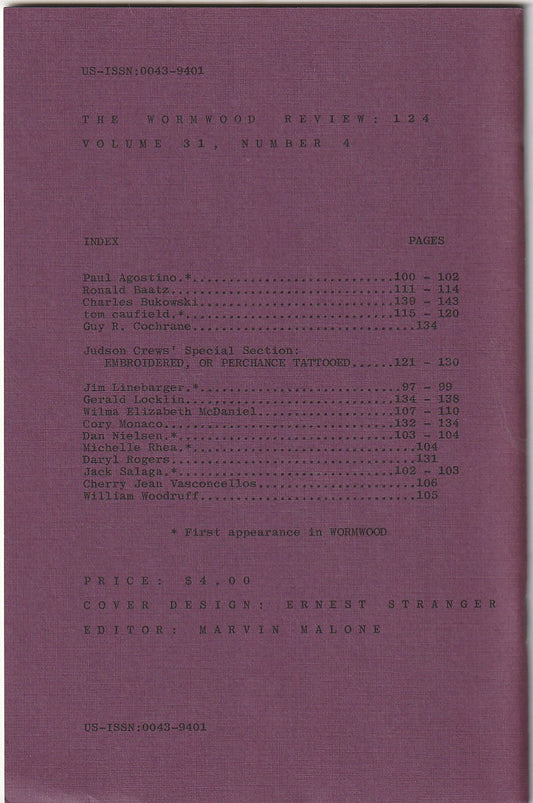 US-ISSN:0043-9401
THE WORMWOOD REVIEW: 124
VOLUME 31, NUMBER 4
INDEX PAGES
Paul Agostino.*............................100 - 102
Ronald Baatz...............................111 - 114
Charles Bukowski...........................139 - 143
tom caufield.*.............................115 - 120
Guy R. Cochrane...............................134
Judson Crews' Special Section:
EMBROIDERED, OR PERCHANCE TATTOOED......121 - 130
Jim Linebarger.*............................97 - 99
Gerald Locklin.............................134 - 138
Wilma Elizabeth McDaniel...................107 - 110
Cory Monaco................................132 - 134
Dan Nielsen.*..............................103 - 104
Michelle Rhea.*...............................104
Daryl Rogers..................................131
Jack Salaga.*..............................102 - 103
Cherry Jean Vasconcellos......................106
William Woodruff..............................105
* First appearance in WORMWOOD
PRICE: $4.00
COVER DESIGN: ERNEST STRANGER
EDITOR: MARVIN MALONE
US-ISSN:0043-9401